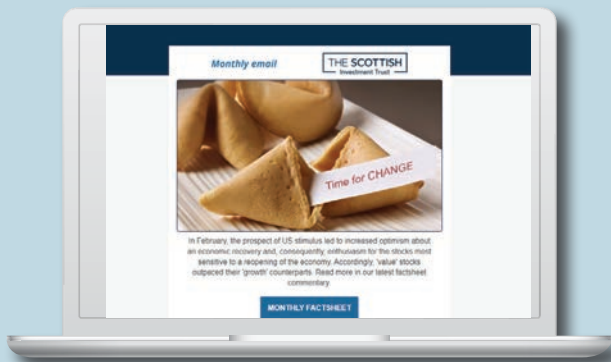 Monthly email
THE SCOTTISH
Investment Trust
Time for CHANGE
In February, the prospect of US stimulus led to increased optimism about
an economic recovery and, consequently, enthusiasm for the stocks most
sensitive to a reopening of the economy. Accordingly, 'value' stocks
outpaced their 'growth' counterparts. Read more in our latest factsheet
commentary.
MONTHLY FACTSHEET